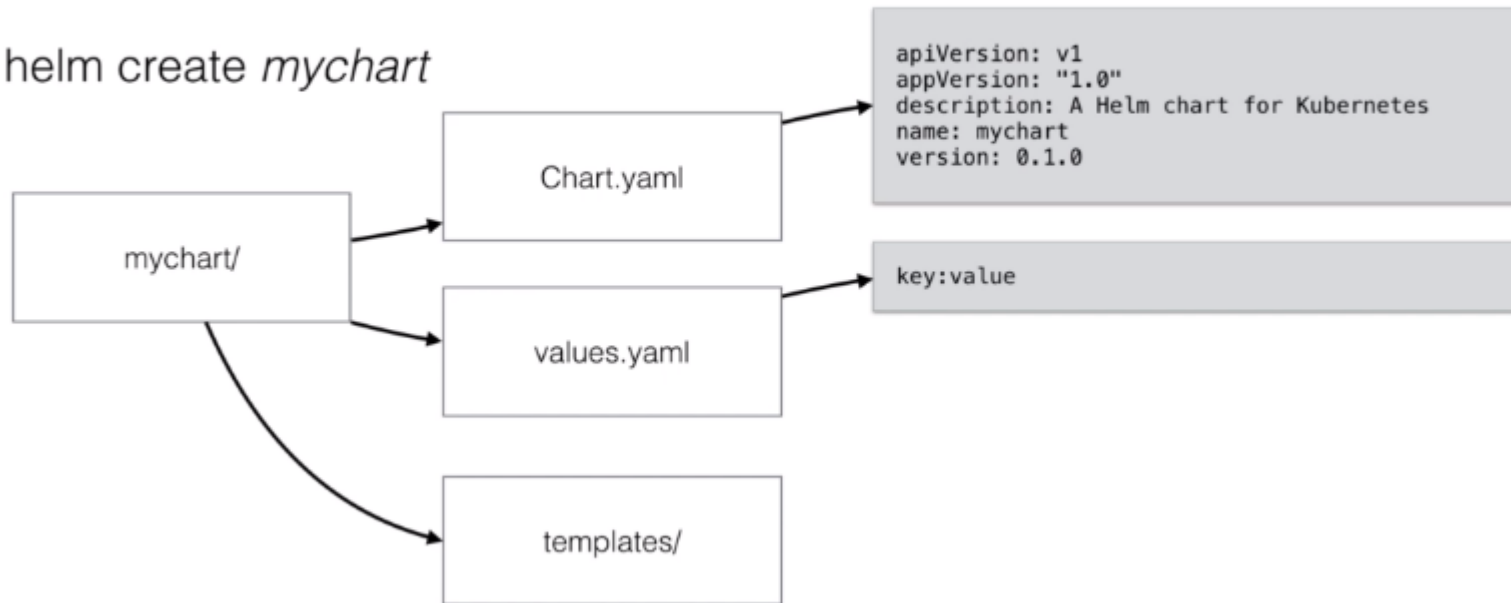 helm create mychart
mychart/
Chart.yaml
values.yaml
templates/
apiVersion: v1
appVersion: "1.0"
description: A Helm chart for Kubernetes
name: mychart
version: 0.1.0
key:value